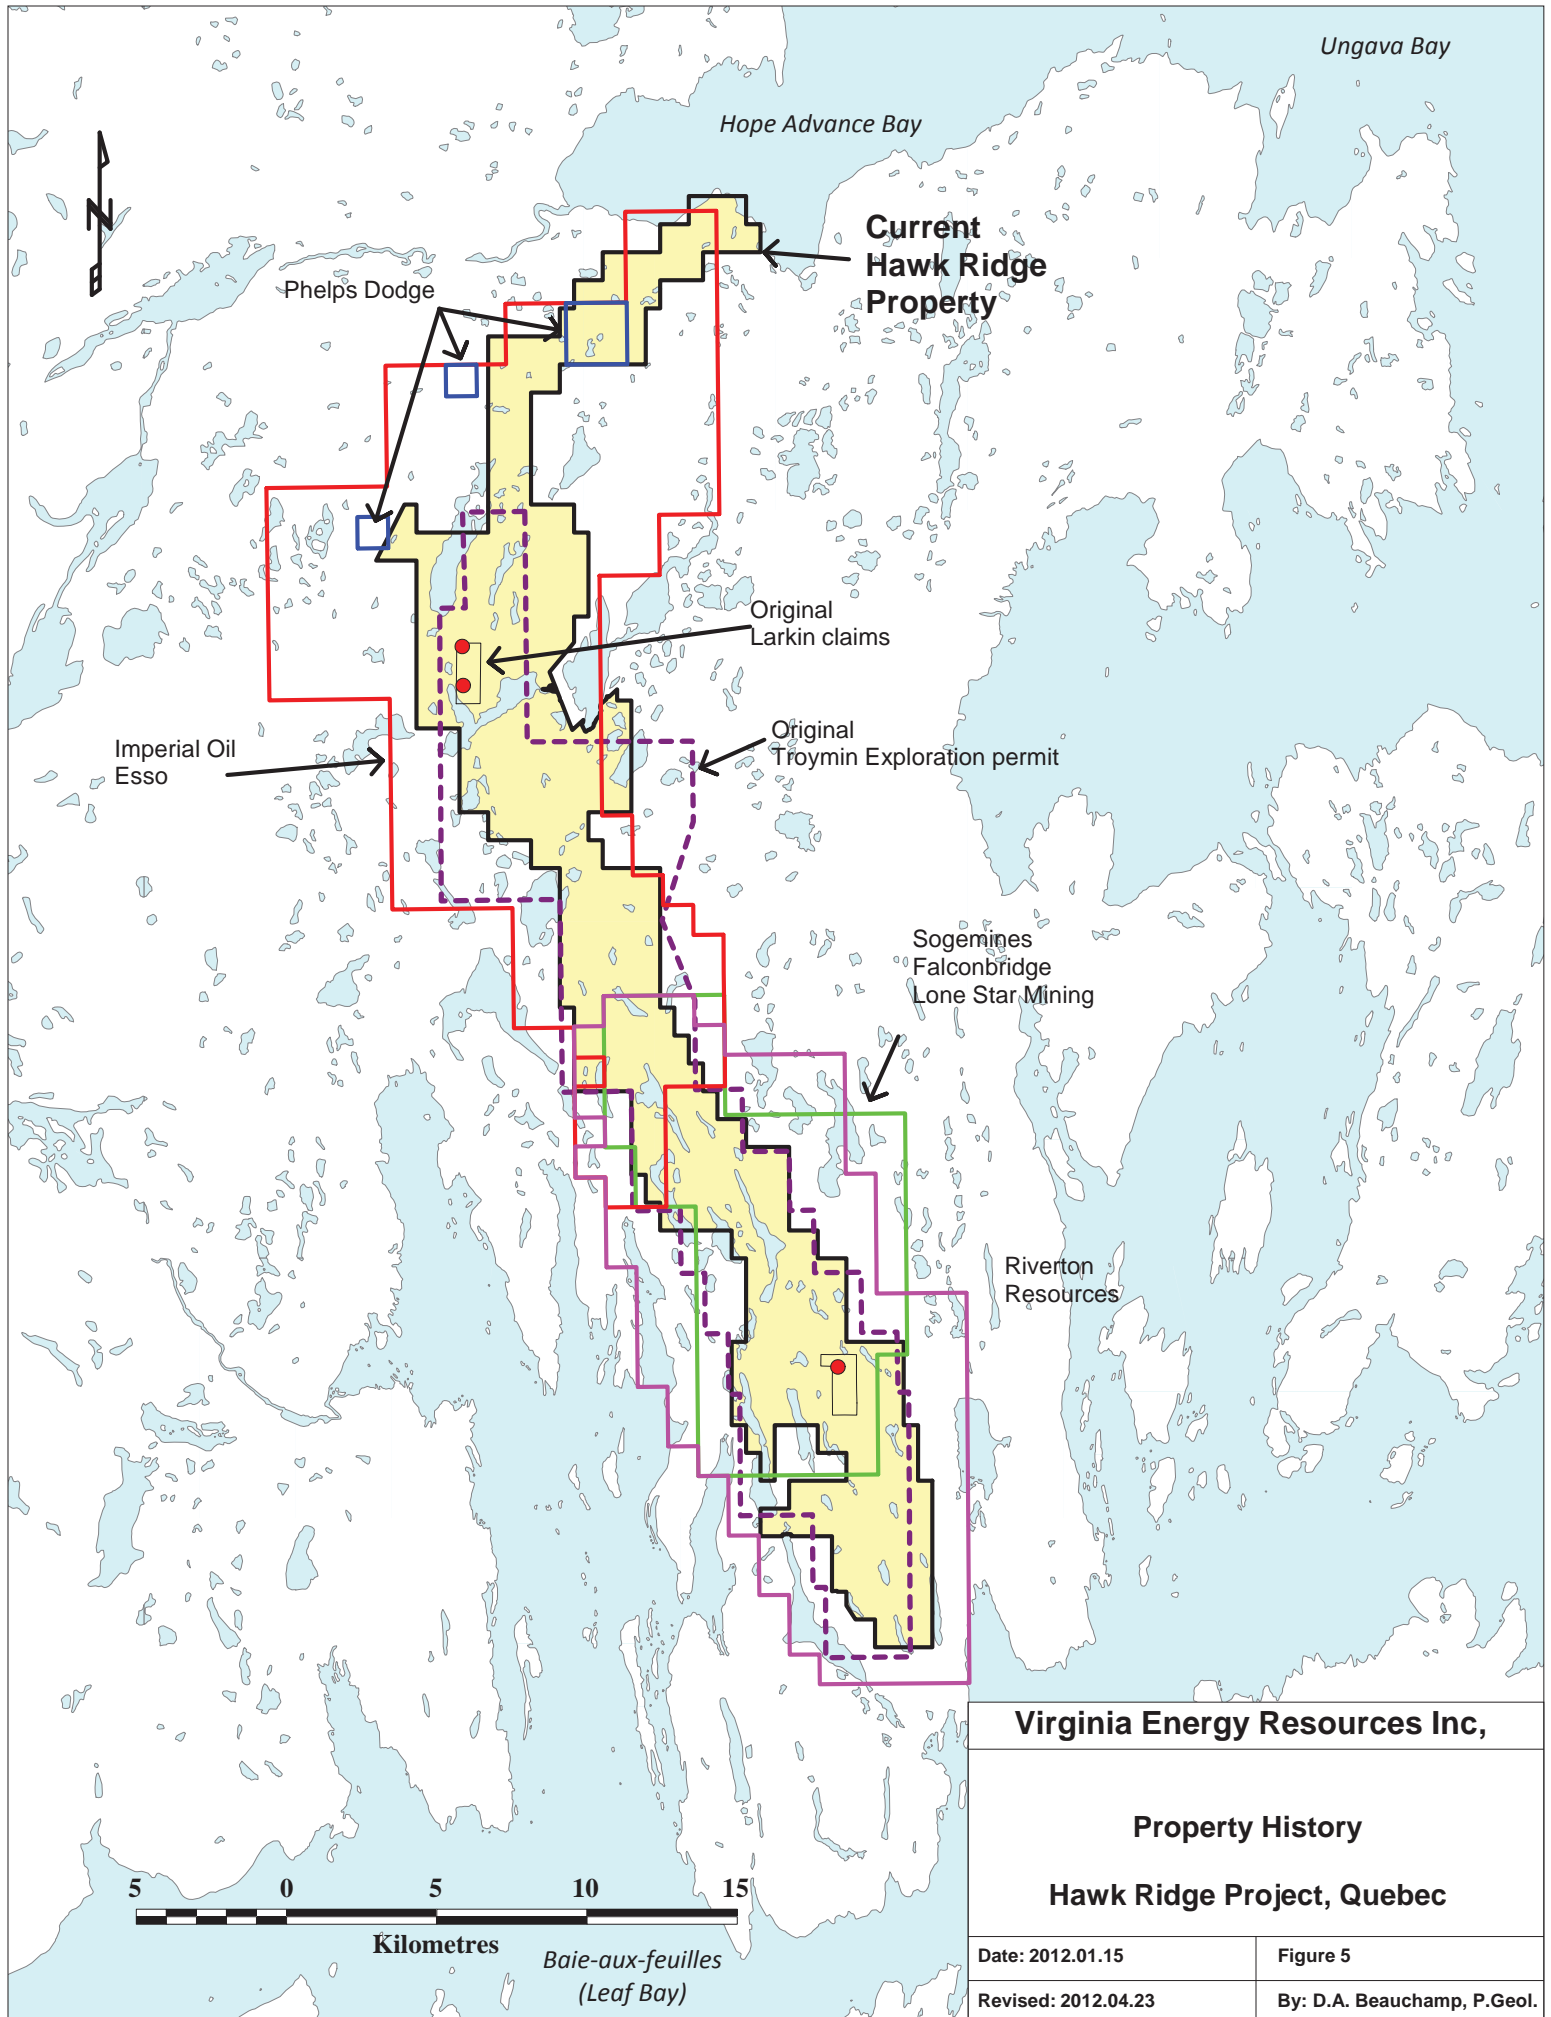 Ungava Bay
Hope Advance Bay
N
Current
Hawk Ridge
Property
Phelps Dodge
Original
Larkin claims
Original
Troymin Exploration permit
Imperial Oil
Esso
Sogemines
Falconbridge
Lone Star Mining
Riverton
Resources
5 0 5 10 15
Kilometres
Baie-aux-feuilles
(Leaf Bay)
Virginia Energy Resources Inc,
Property History
Hawk Ridge Project, Quebec
Date: 2012.01.15
Figure 5
Revised: 2012.04.23
By: D.A. Beauchamp, P.Geol.